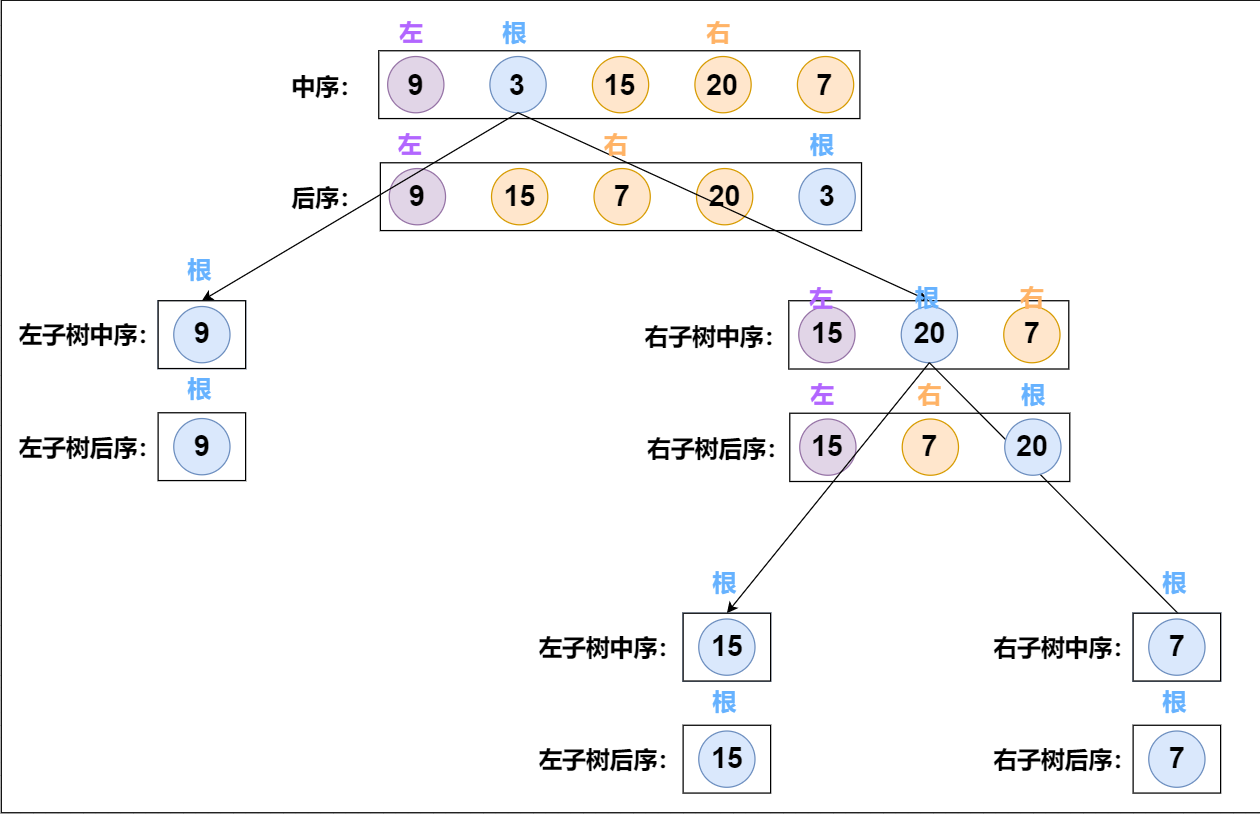 左 根 右
中序： 9 3 15 20 7
左 右 根
后序： 9 15 7 20 3
根
左子树中序： 9
左 根 右
右子树中序： 15 20 7
根
左子树后序： 9
左 右 根
右子树后序： 15 7 20
根 根
左子树中序： 15 右子树中序： 7
根 根
左子树后序： 15 右子树后序： 7